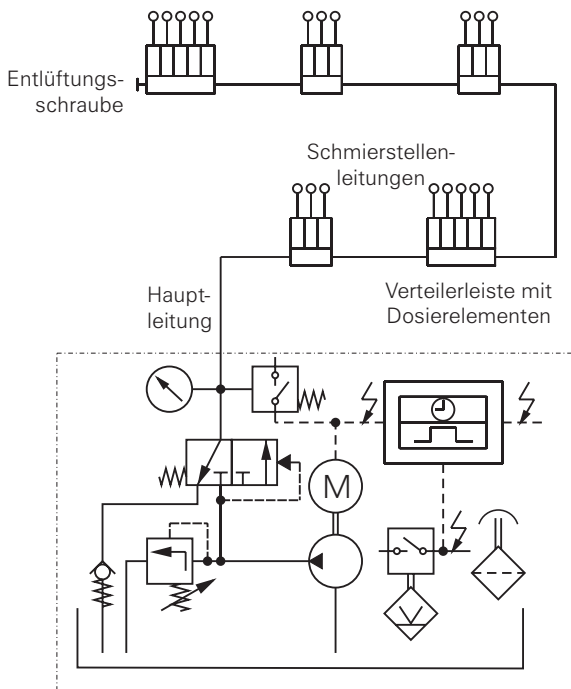 Entlüftungs-
schraube
Schmierstellen-
leitungen
Haupt-
leitung
Verteilerleiste mit
Dosierelementen
M